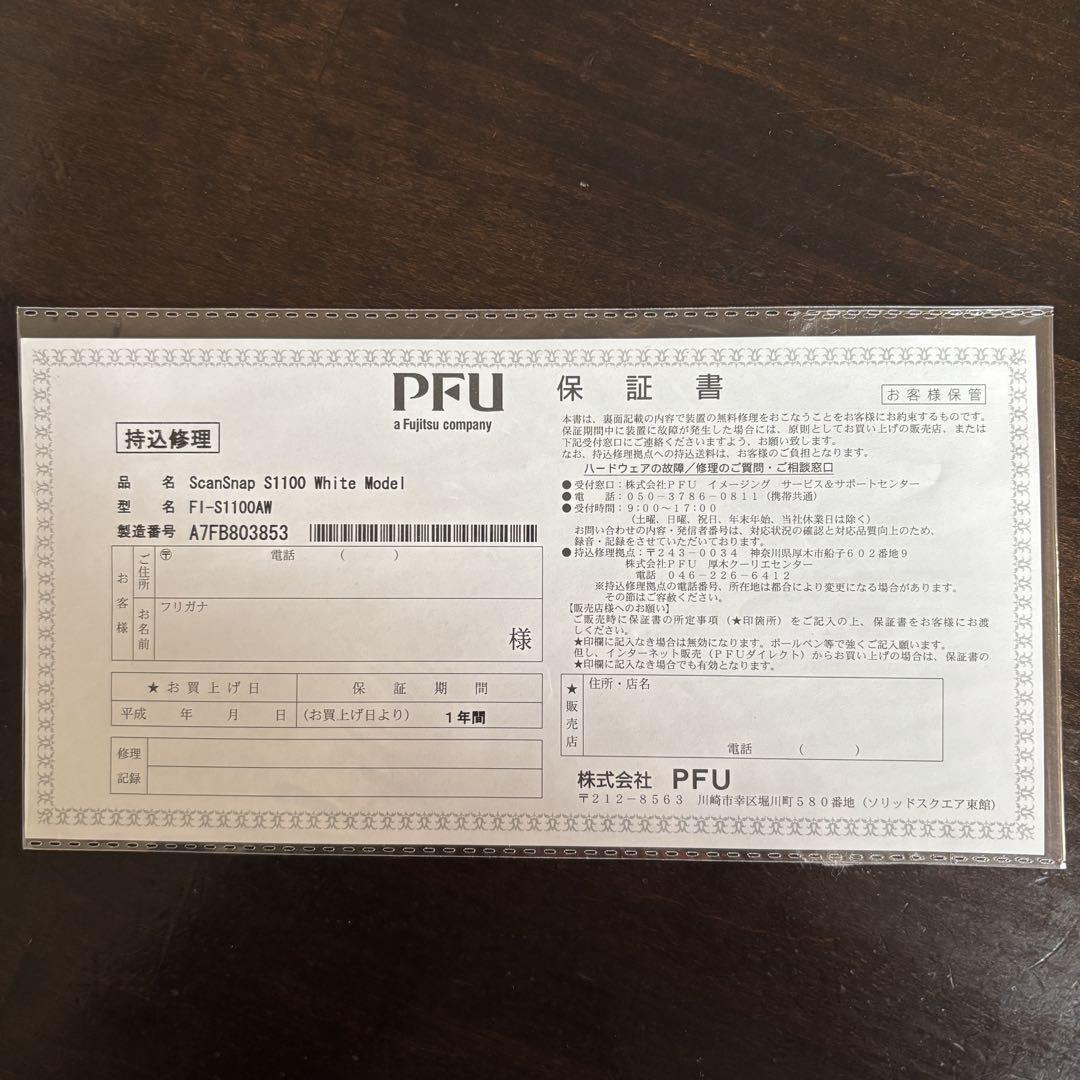 PFU
a Fujitsu company
保証書
お客様保管
持込修理
品名 ScanSnap S1100 White Model
型名 FI-S1100AW
製造番号 A7FB803853
お客様
ご住所
〒 電話 ( )
お名前
フリガナ
様
★お買上げ日 保証期間
平成 年 月 日 (お買上げ日より) 1年間
修理
記録
本書は、裏面記載の内容で装置の無料修理をおこなうことをお客様にお約束するものです。
保証期間中に装置に故障が発生した場合には、原則としてお買い上げの販売店、または
下記受付窓口にご連絡くださいますよう、お願い致します。
なお、持込修理拠点への持込送料は、お客様のご負担となります。
ハードウェアの故障/修理のご質問・ご相談窓口
●受付窓口:株式会社PFU イメージング サービス&サポートセンター
●電 話:050-3786-0811(携帯共通)
●受付時間:9:00~17:00
(土曜、日曜、祝日、年末年始、当社休業日は除く)
お問い合わせの内容・発信者番号は、対応状況の確認と対応品質向上のため、
録音・記録をさせていただいております。
●持込修理拠点:〒243-0034 神奈川県厚木市船子602番地9
株式会社PFU 厚木クーリエセンター
電話 046-226-6412
※持込修理拠点の電話番号、所在地は都合により変更になる場合があります。
その節はご容赦ください。
【販売店様へのお願い】
ご販売時に保証書の所定事項(★印箇所)をご記入の上、保証書をお客様にお渡
しください。
★印欄に記入なき場合は無効になります。ボールペン等で強くご記入願います。
但し、インターネット販売(PFUダイレクト)からお買い上げの場合は、保証書の
★印欄に記入なき場合でも有効となります。
★販売店
住所・店名
電話 ( )
株式会社 PFU
〒212-8563 川崎市幸区堀川町580番地(ソリッドスクエア東館)